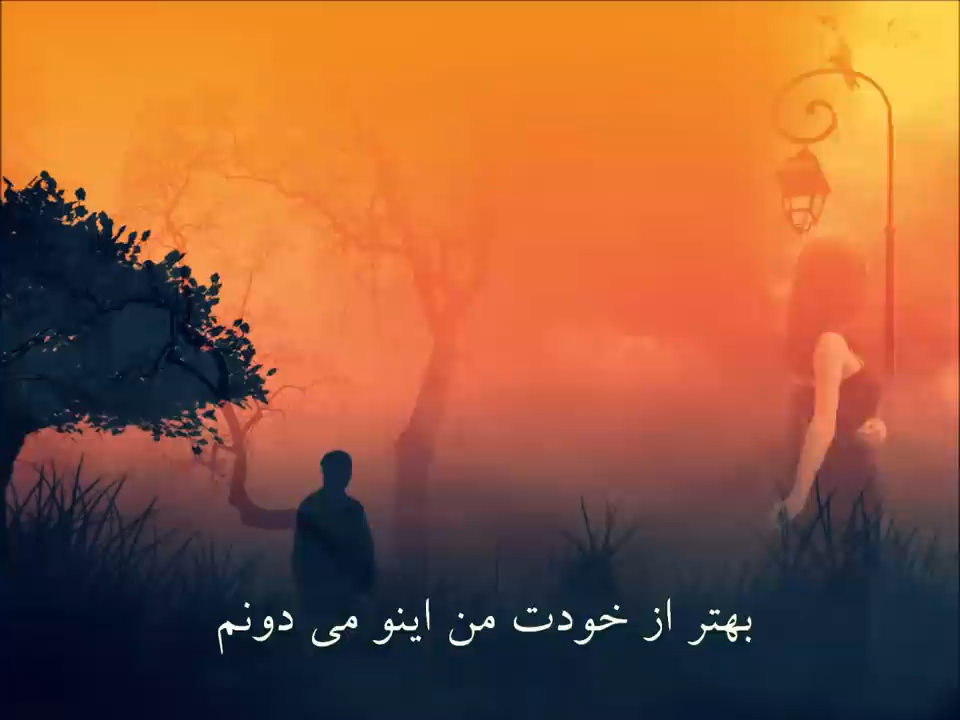 بهتر از خودت من اینو می دونم